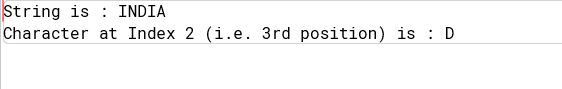 String is : INDIA
Character at Index 2 (i.e. 3rd position) is : D